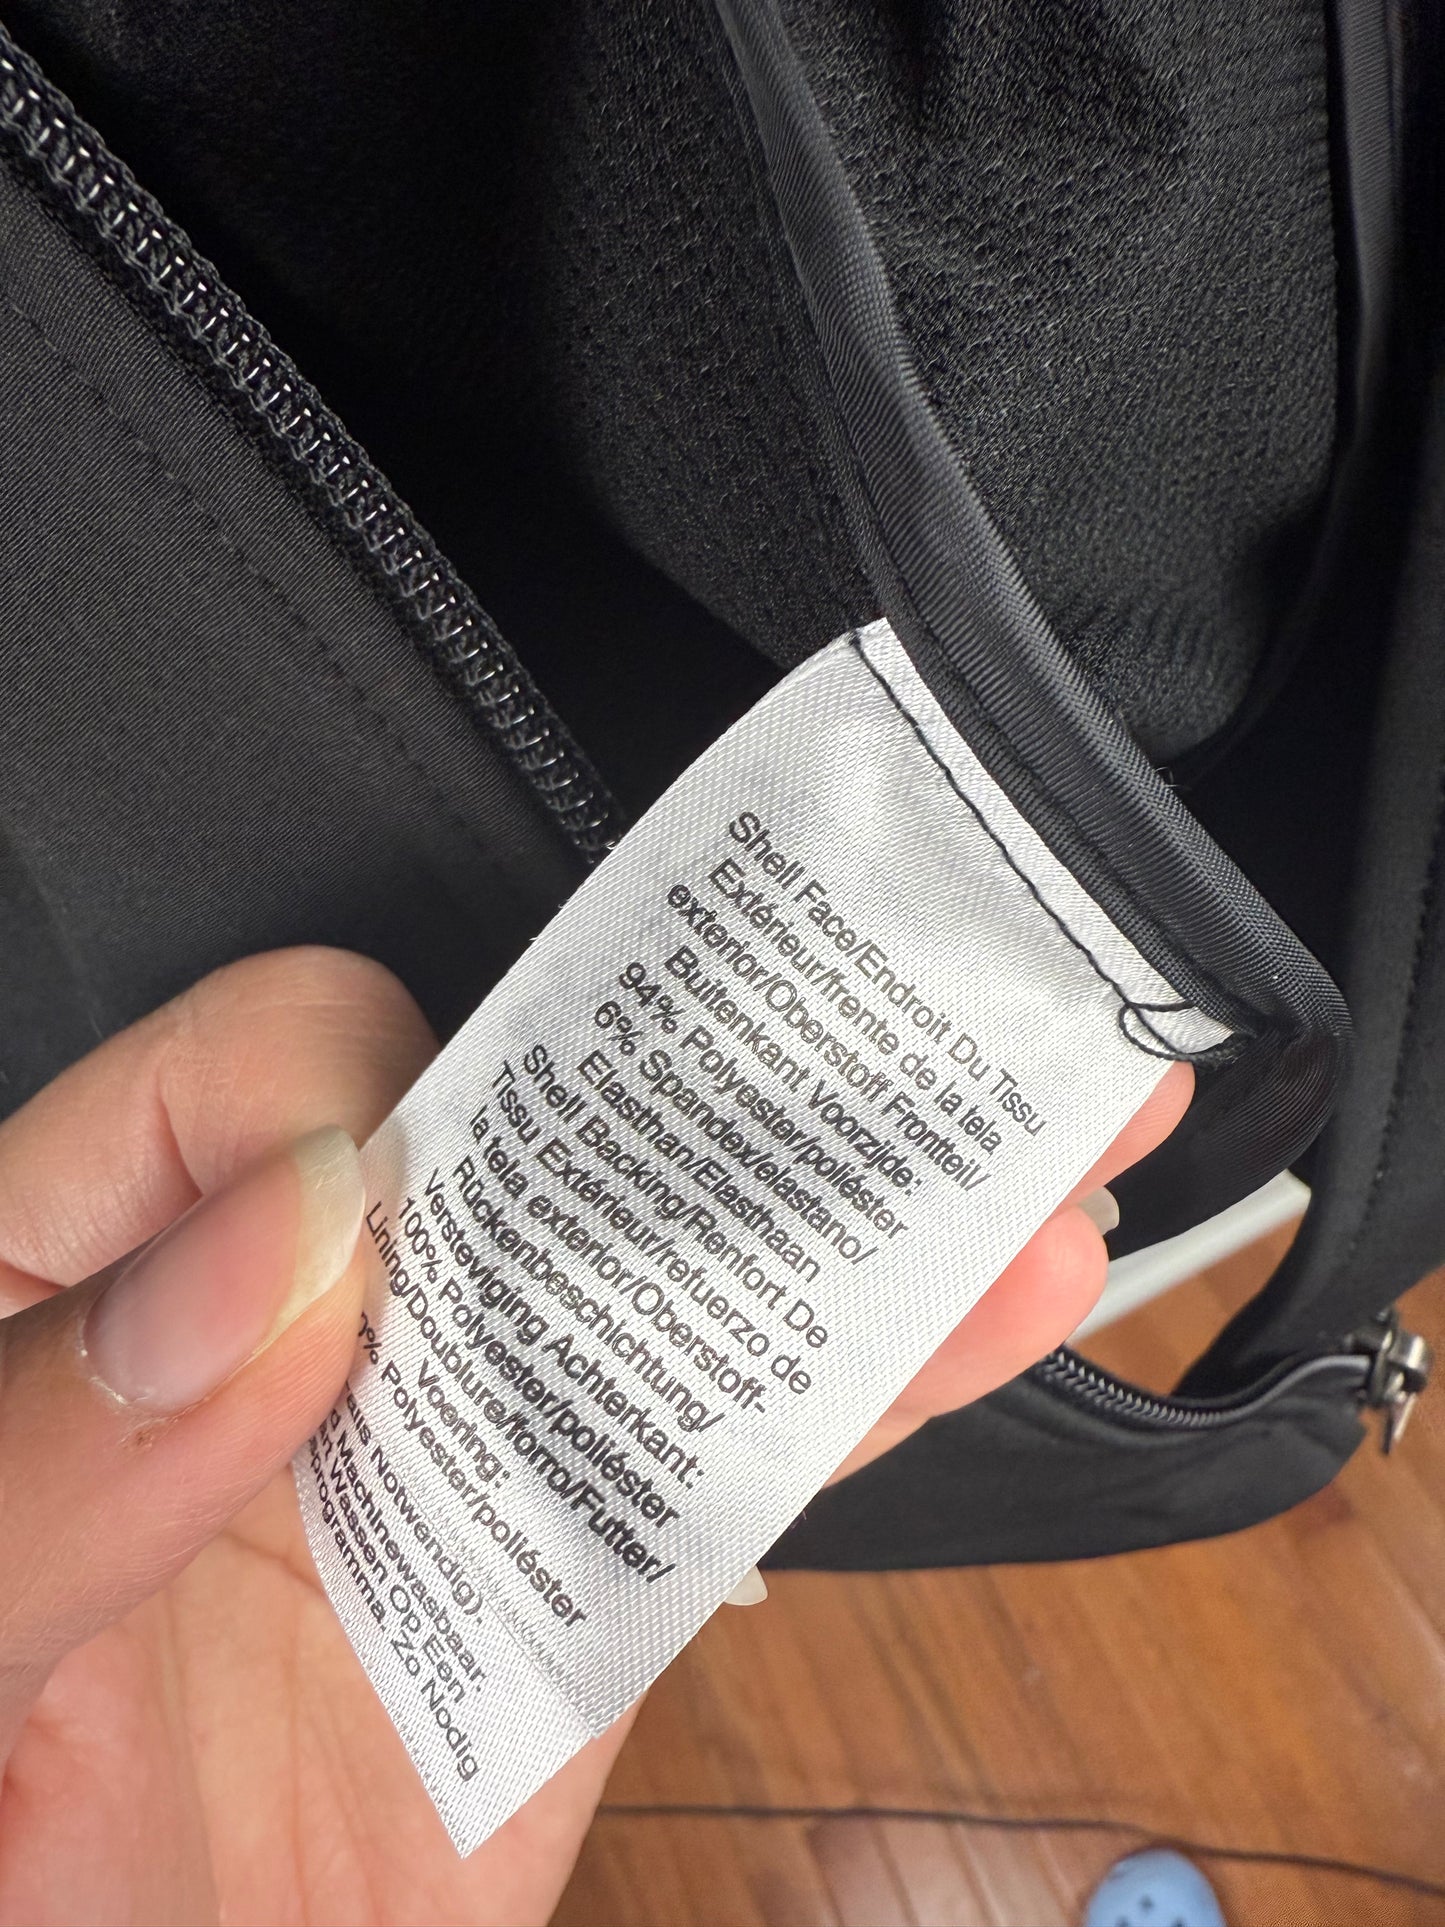 Shell Face/Endroit Du Tissu
Extérieur/frente de la tela
exterior/Oberstoff Frontteil/
Buitenkant Voorzijde:
94% Polyester/poliéster
6% Spandex/elastano/
Elasthan/Elasthaan
Shell Backing/Renfort De
Tissu Extérieur/refuerzo de
la tela exterior/Oberstoff-
Rückenbeschichtung/
Versteviging Achterkant:
100% Polyester/poliéster
Lining/Doublure/forro/Futter/
Voering:
% Polyester/poliéster
Notwendig).
Machinewasbaar.
Wassen Op Een
programma. Zo Nodig